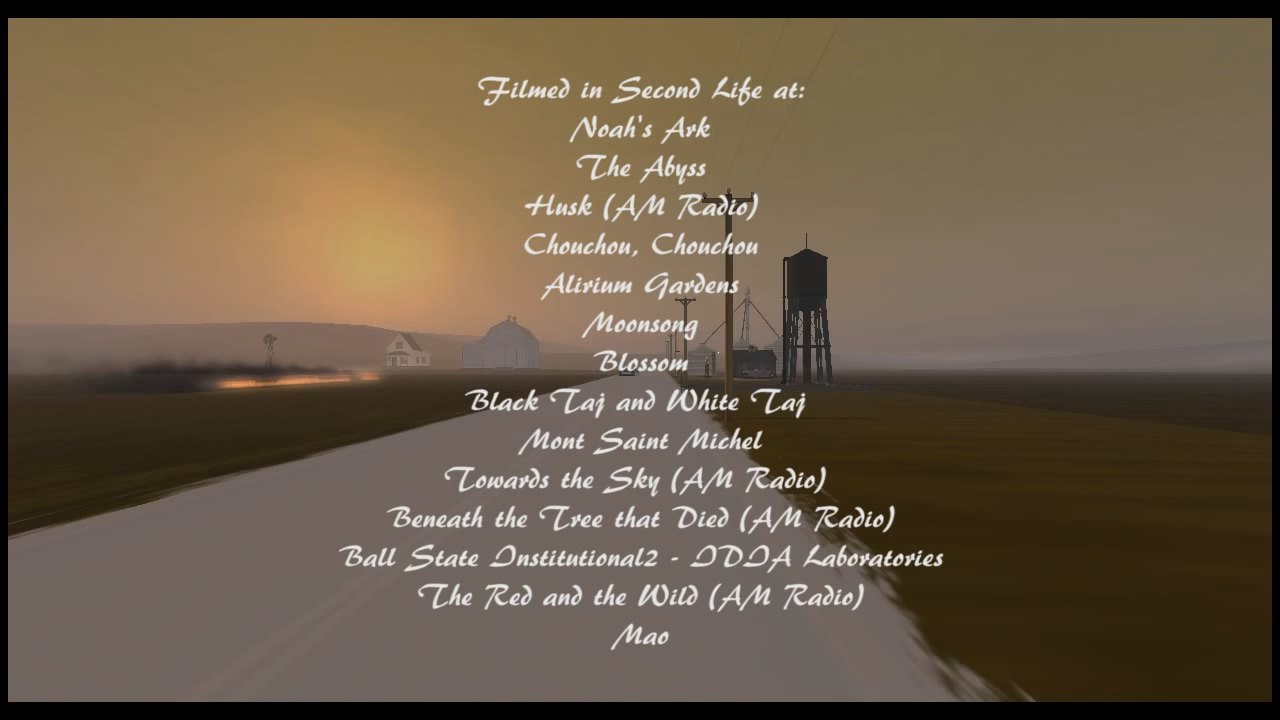 Filmed in Second Life at:
Noah's Ark
The Abyss
Husk (AM Radio)
Chouchou, Chouchou
Alirium Gardens
Moonsong
Blossom
Black Taj and White Taj
Mont Saint Michel
Towards the Sky (AM Radio)
Beneath the Tree that Died (AM Radio)
Ball State Institutional2 - IDIA Laboratories
The Red and the Wild (AM Radio)
Mao